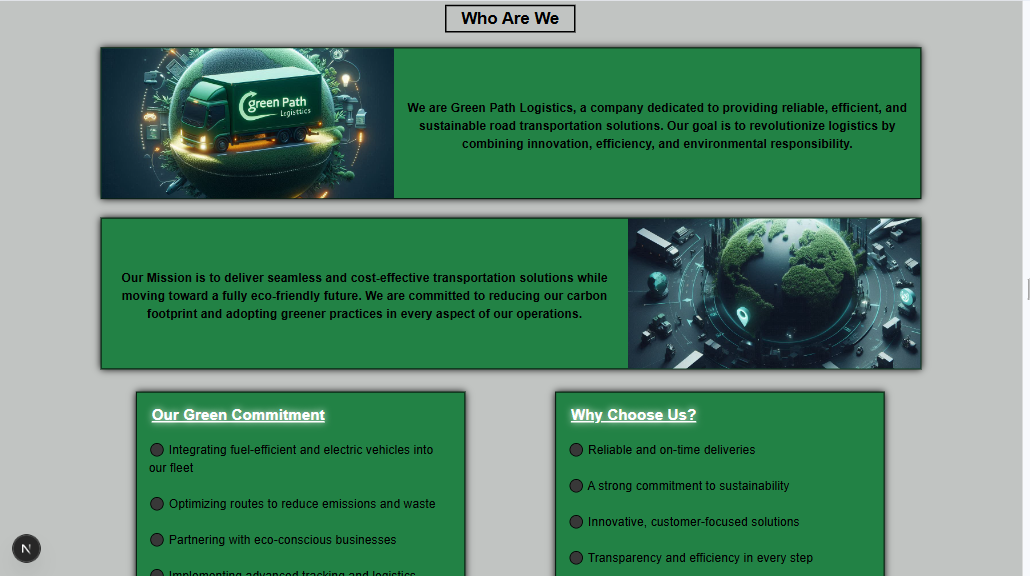 Who Are We
green Path
Logisttics
We are Green Path Logistics, a company dedicated to providing reliable, efficient, and
sustainable road transportation solutions. Our goal is to revolutionize logistics by
combining innovation, efficiency, and environmental responsibility.
Our Mission is to deliver seamless and cost-effective transportation solutions while
moving toward a fully eco-friendly future. We are committed to reducing our carbon
footprint and adopting greener practices in every aspect of our operations.
Our Green Commitment
Integrating fuel-efficient and electric vehicles into
our fleet
Optimizing routes to reduce emissions and waste
Partnering with eco-conscious businesses
Implementing advanced tracking and logistics
Why Choose Us?
Reliable and on-time deliveries
A strong commitment to sustainability
Innovative, customer-focused solutions
Transparency and efficiency in every step
N